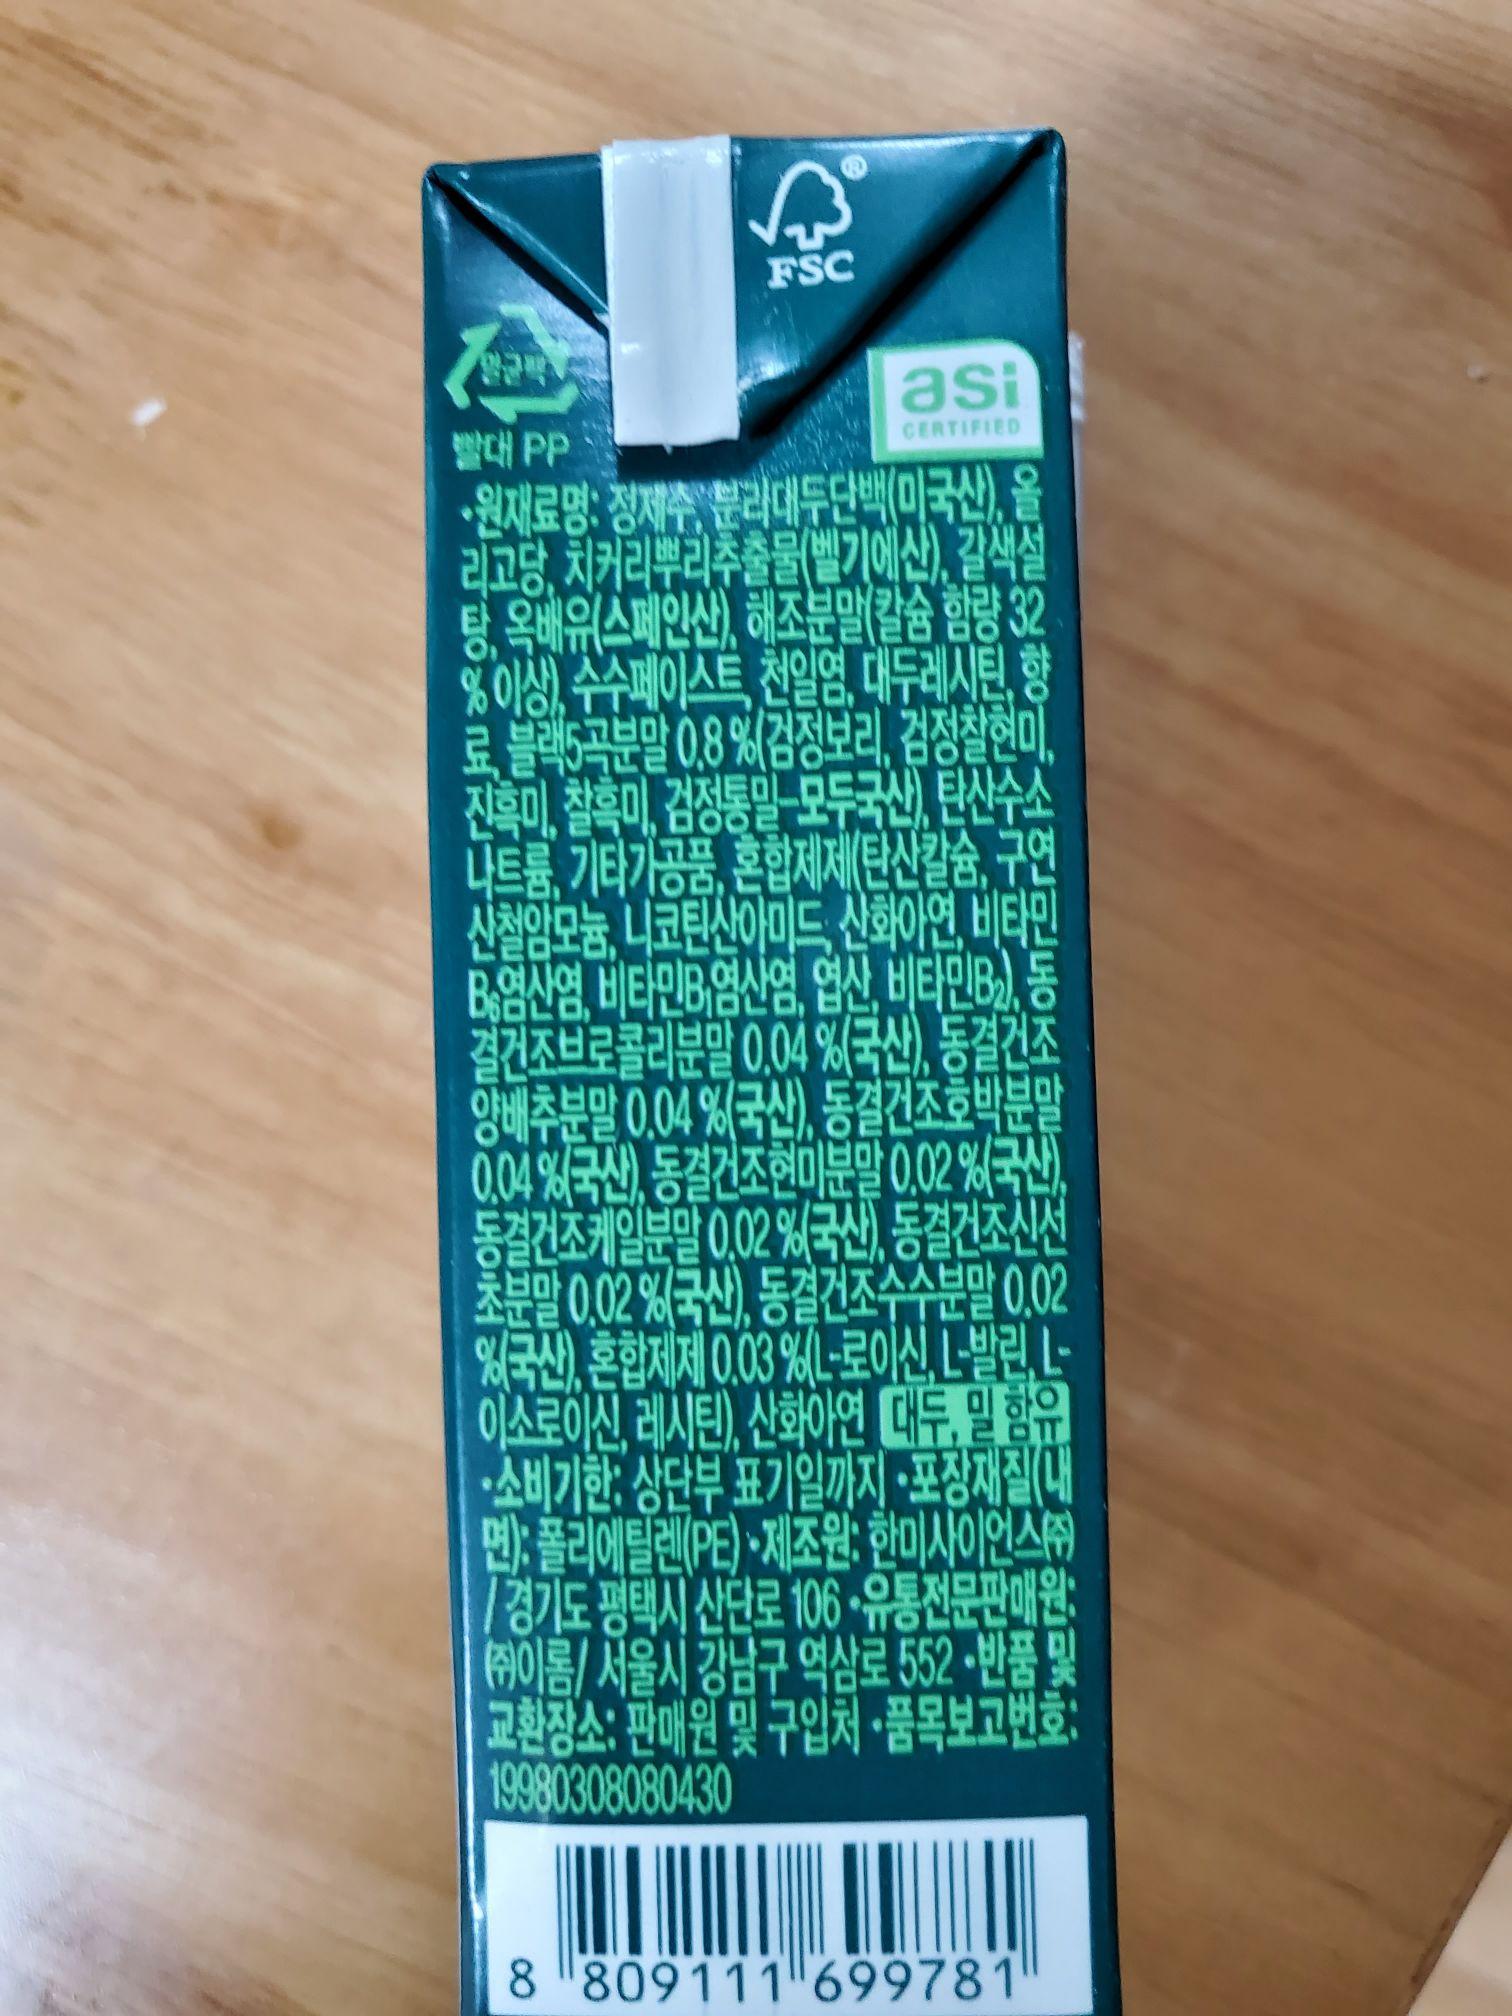 FSC
®
멸균팩
빨대 PP
asi
CERTIFIED
·원재료명: 정제수, 분리대두단백(미국산), 올
리고당, 치커리뿌리추출물(벨기에산), 갈색설
탕, 옥배유(스페인산), 해조분말(칼슘 함량 32
% 이상), 수수페이스트, 천일염, 대두레시틴, 향
료, 블랙5곡분말 0.8 %(검정보리, 검정찰현미,
진흑미, 찰흑미, 검정통밀-모두국산), 탄산수소
나트륨, 기타가공품, 혼합제제(탄산칼슘, 구연
산철암모늄, 니코틴산아미드, 산화아연, 비타민
B₆염산염, 비타민B₁염산염, 엽산, 비타민B₂), 동
결건조브로콜리분말 0.04 %(국산), 동결건조
양배추분말 0.04 %(국산), 동결건조호박분말
0.04 %(국산), 동결건조현미분말 0.02 %(국산),
동결건조케일분말 0.02 %(국산), 동결건조신선
초분말 0.02 %(국산), 동결건조수수분말 0.02
%(국산), 혼합제제 0.03 %(L-로이신, L-발린, L-
이소로이신, 레시틴), 산화아연 대두, 밀 함유
·소비기한: 상단부 표기일까지 ·포장재질(내
면): 폴리에틸렌(PE) ·제조원: 한미사이언스㈜
/ 경기도 평택시 산단로 106 ·유통전문판매원:
㈜이롬/ 서울시 강남구 역삼로 552 ·반품 및
교환장소: 판매원 및 구입처 ·품목보고번호:
19980308080430
8 809111 699781